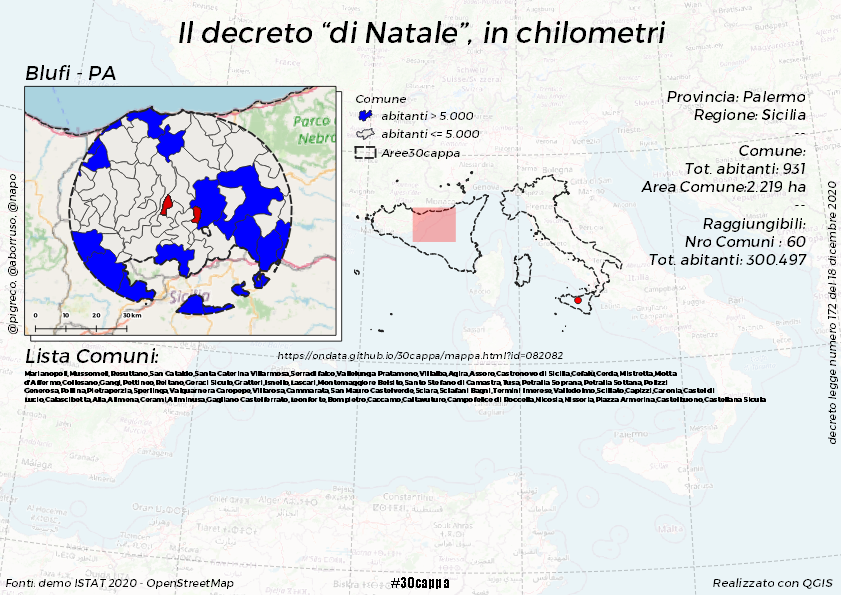 Il decreto “di Natale”, in chilometri
Blufi - PA
Comune
abitanti > 5.000
abitanti <= 5.000
Aree30cappa
Parco
Nebro
Sicilia
0 10 20 30 km
Provincia: Palermo
Regione: Sicilia
--
Comune:
Tot. abitanti: 931
Area Comune:2.219 ha
--
Raggiungibili:
Nro Comuni : 60
Tot. abitanti: 300.497
@pigreco, @aborruso, @napo
decreto legge numero 172 del 18 dicembre 2020
Lista Comuni:
https://ondata.github.io/30cappa/mappa.html?id=082082
Marianopoli,Mussomeli,Resuttano,San Cataldo,Santa Caterina Villarmosa,Serradifalco,Vallelunga Pratameno,Villalba,Agira,Assoro,Castronovo di Sicilia,Cefalù,Cerda,Mistretta,Motta
d'Affermo,Collesano,Gangi,Pettineo,Reitano,Geraci Siculo,Gratteri,Isnello,Lascari,Montemaggiore Belsito,Santo Stefano di Camastra,Tusa,Petralia Soprana,Petralia Sottana,Polizzi
Generosa,Pollina,Pietraperzia,Sperlinga,Valguarnera Caropepe,Villarosa,Cammarata,San Mauro Castelverde,Sciara,Sclafani Bagni,Termini Imerese,Valledolmo,Scillato,Capizzi,Caronia,Castel di
Lucio,Calascibetta,Alia,Alimena,Cerami,Aliminusa,Gagliano Castelferrato,Leonforte,Bompietro,Caccamo,Caltavuturo,Campofelice di Roccella,Nicosia,Nissoria,Piazza Armerina,Castelbuono,Castellana Sicula
Constantine
Malta
Fonti: demo ISTAT 2020 - OpenStreetMap
#30cappa
Realizzato con QGIS